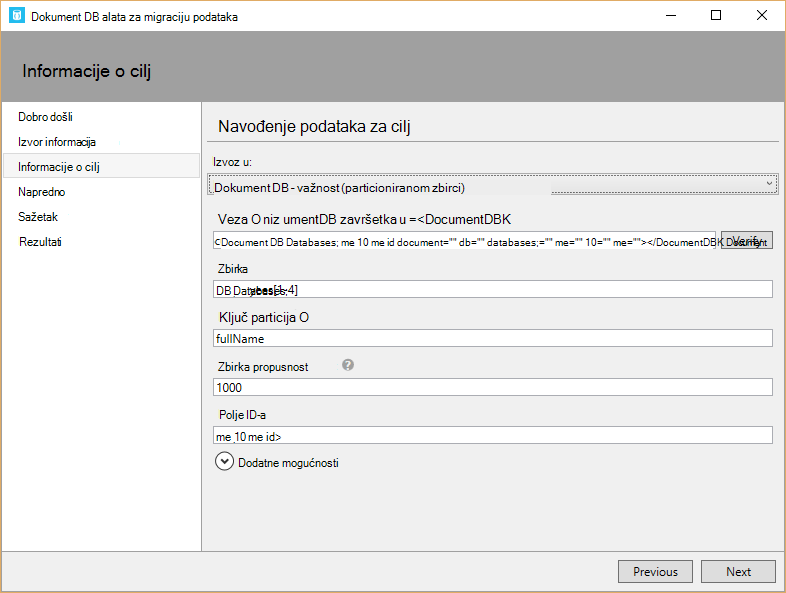 Dokument DB alata za migraciju podataka
Informacije o cilj
Dobro došli
Izvor informacija
Informacije o cilj
Napredno
Sažetak
Rezultati
Navođenje podataka za cilj
Izvoz u:
Dokument DB - važnost (particioniranom zbirci)
Veza O niz umentDB završetka u =<DocumentDBK
<Document DB Databases; me 10 me id document="" db="" databases;="" me="" 10="" me=""></DocumentDBK Document
Verify
Zbirka
DB Databases; [1-4]
Ključ particija O
fullName
Zbirka propusnost ?
1000
Polje ID-a
me 10 me id>
Dodatne mogućnosti
Previous Next